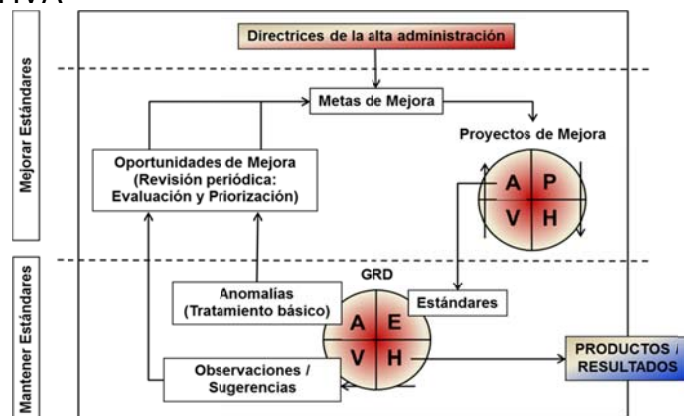 Directrices de la alta administración
Metas de Mejora
Proyectos de Mejora
Mejorar Estándares
Oportunidades de Mejora
(Revisión periódica:
Evaluación y Priorización)
A P
V H
GRD
Anomalías
(Tratamiento básico)
Estándares
A E
V H
Mantener Estándares
Observaciones /
Sugerencias
PRODUCTOS /
RESULTADOS